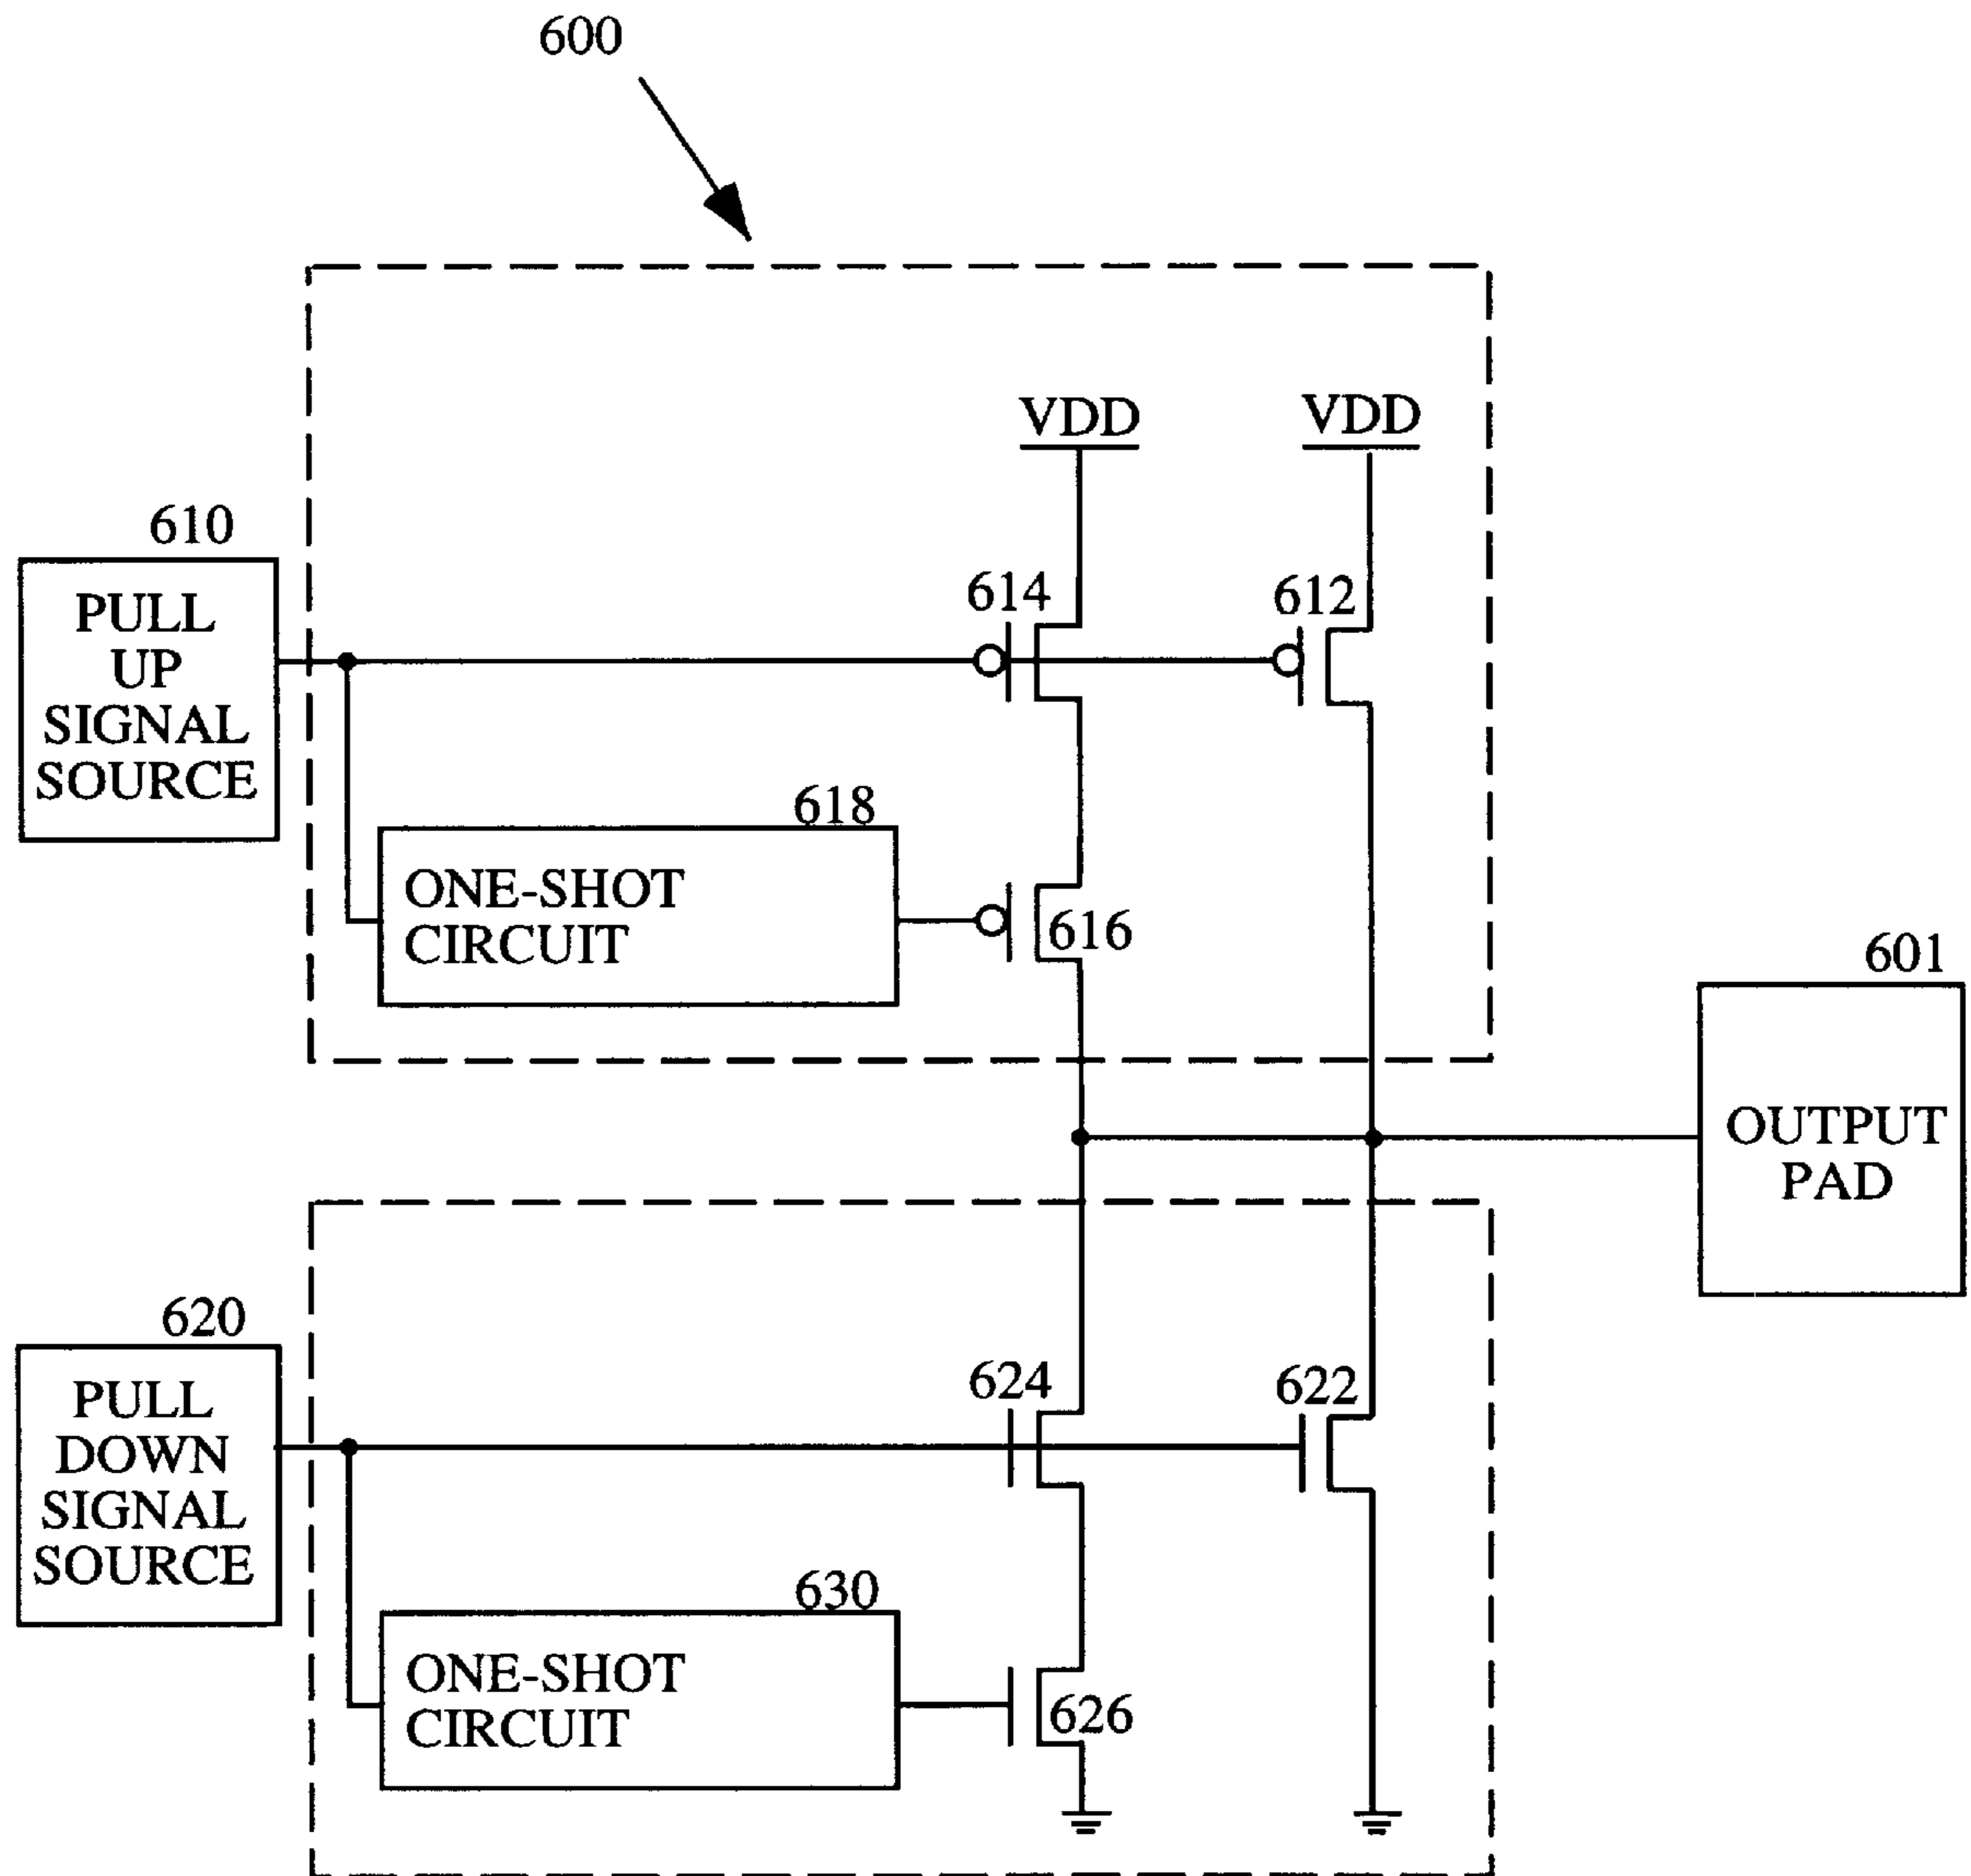 600
VDD
VDD
610
PULL
UP
SIGNAL
SOURCE
614
612
618
ONE-SHOT
CIRCUIT
616
601
OUTPUT
PAD
620
PULL
DOWN
SIGNAL
SOURCE
624
622
630
ONE-SHOT
CIRCUIT
626